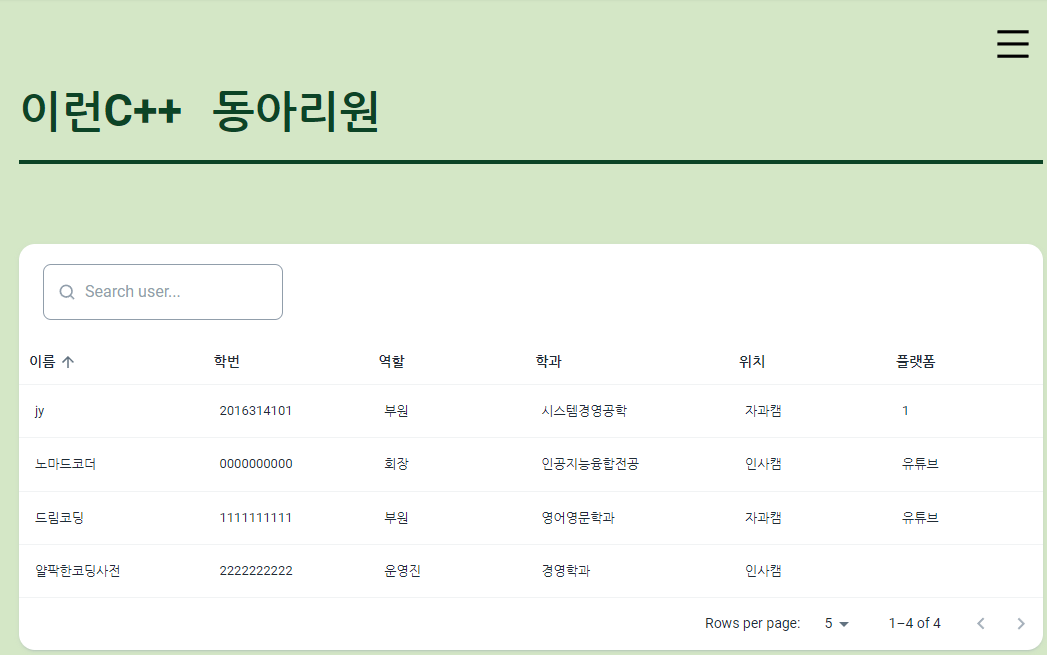 이런C++ 동아리원
Search user...
이름 학번 역할 학과 위치 플랫폼
jy 2016314101 부원 시스템경영공학 자과캠 1
노마드코더 0000000000 회장 인공지능융합전공 인사캠 유튜브
드림코딩 1111111111 부원 영어영문학과 자과캠 유튜브
얄팍한코딩사전 2222222222 운영진 경영학과 인사캠
Rows per page: 5 1–4 of 4